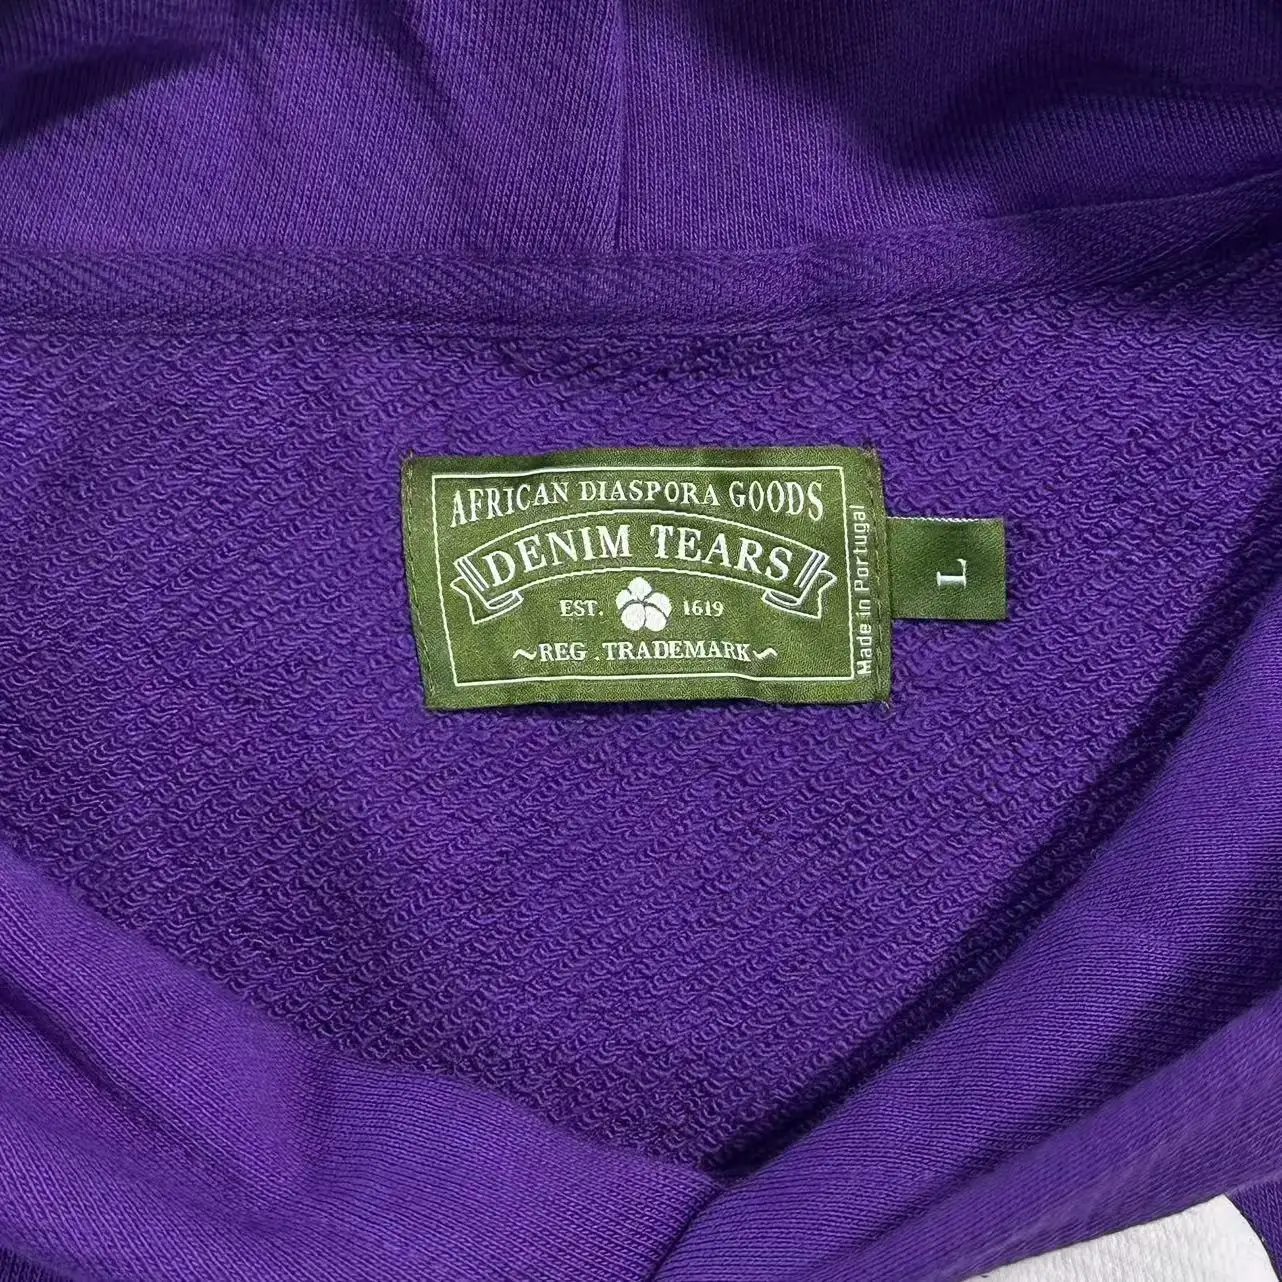 AFRICAN DIASPORA GOODS
DENIM TEARS
EST. 1619
~REG . TRADEMARK~
Made in Portugal
L